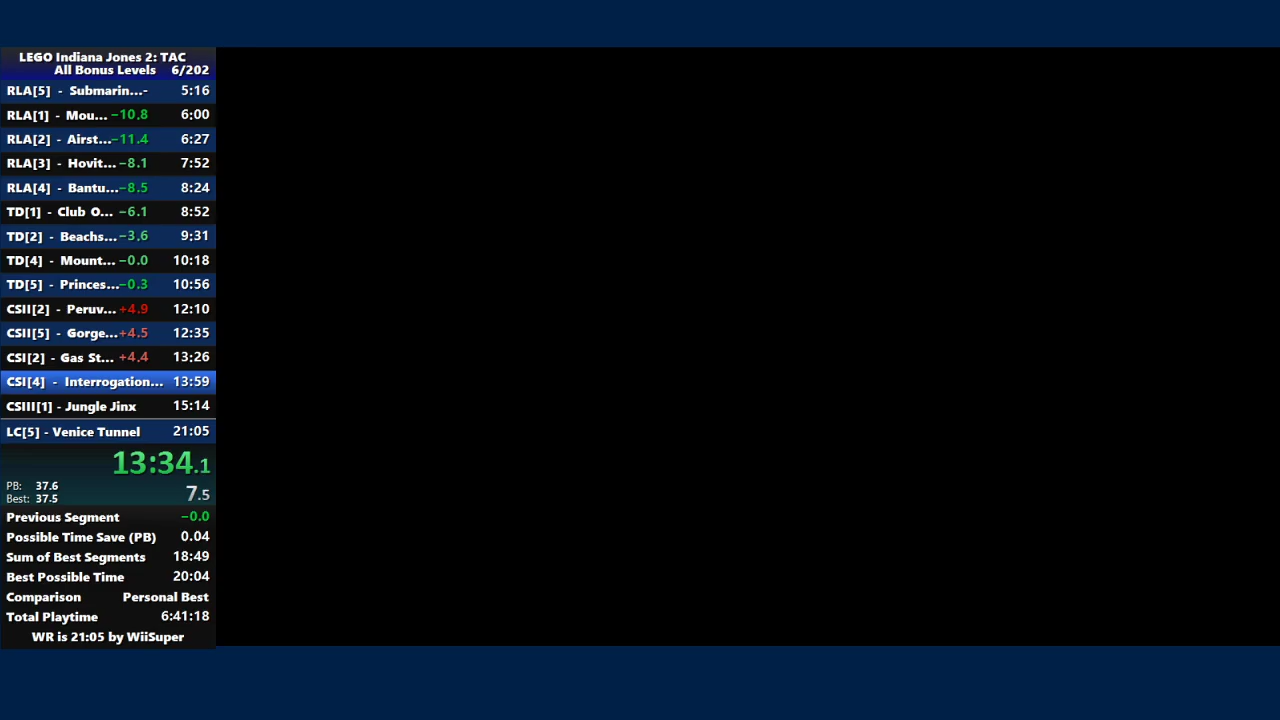 LEGO Indiana Jones 2: TAC
All Bonus Levels 6/202
RLA[5] - Submarin...- 5:16
RLA[1] - Mou... −10.8 6:00
RLA[2] - Airst... −11.4 6:27
RLA[3] - Hovit... −8.1 7:52
RLA[4] - Bantu... −8.5 8:24
TD[1] - Club O... −6.1 8:52
TD[2] - Beachs... −3.6 9:31
TD[4] - Mount... −0.0 10:18
TD[5] - Princes... −0.3 10:56
CSII[2] - Peruv... +4.9 12:10
CSII[5] - Gorge... +4.5 12:35
CSI[2] - Gas St... +4.4 13:26
CSI[4] - Interrogation... 13:59
CSIII[1] - Jungle Jinx 15:14
LC[5] - Venice Tunnel 21:05
13:34.1
PB: 37.6
Best: 37.5 7.5
Previous Segment −0.0
Possible Time Save (PB) 0.04
Sum of Best Segments 18:49
Best Possible Time 20:04
Comparison Personal Best
Total Playtime 6:41:18
WR is 21:05 by WiiSuper